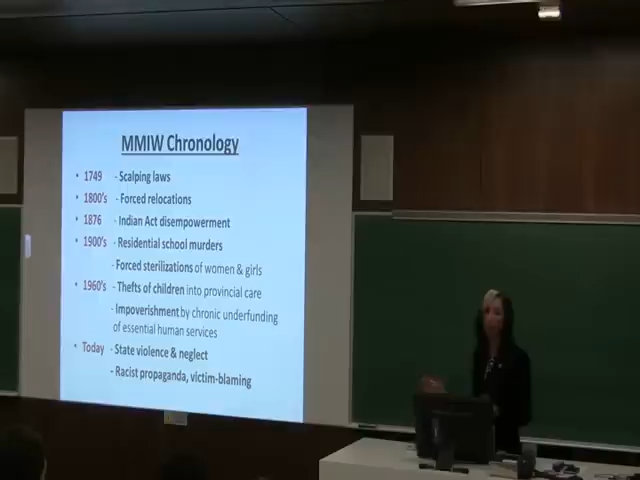 MMIW Chronology
• 1749 - Scalping laws
• 1800's - Forced relocations
• 1876 - Indian Act disempowerment
• 1900's - Residential school murders
- Forced sterilizations of women & girls
• 1960's - Thefts of children into provincial care
- Impoverishment by chronic underfunding
of essential human services
• Today - State violence & neglect
- Racist propaganda, victim-blaming